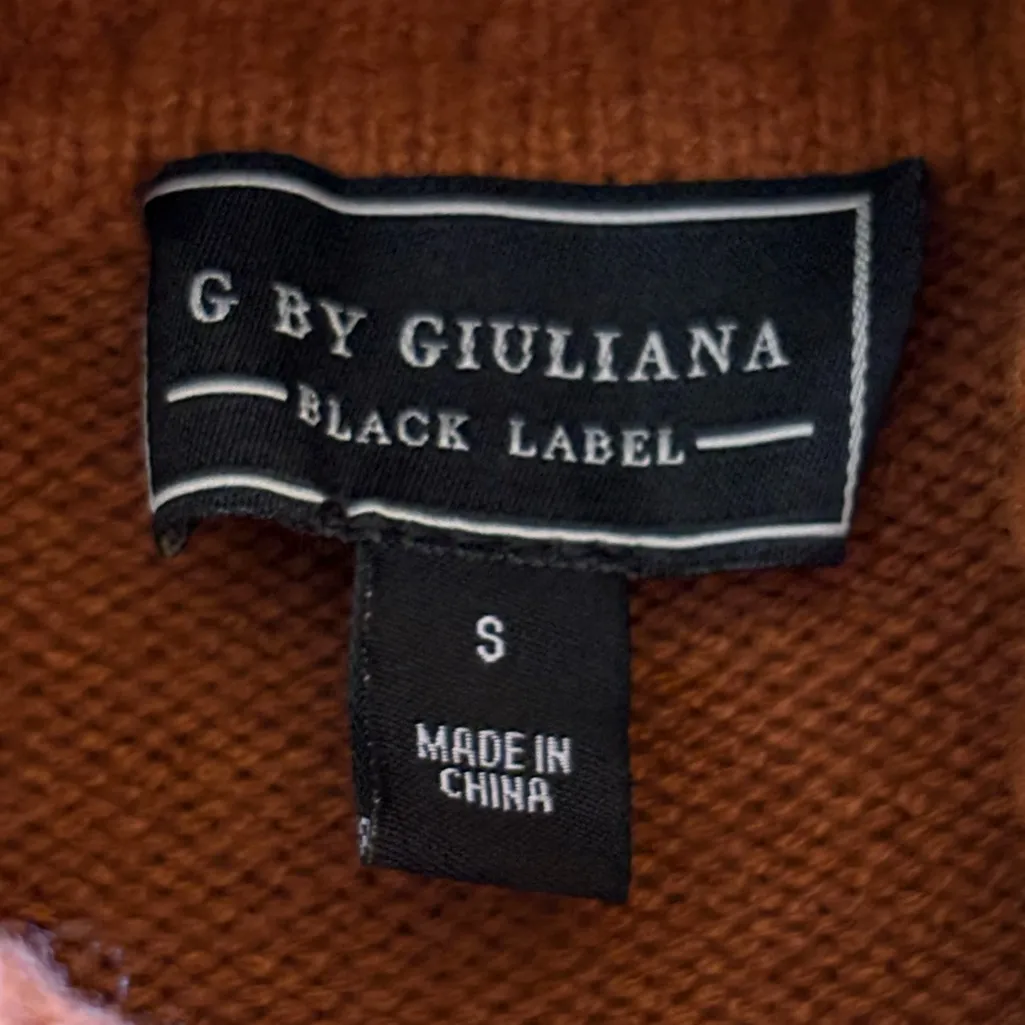 G BY GIULIANA
BLACK LABEL
S
MADE IN
CHINA